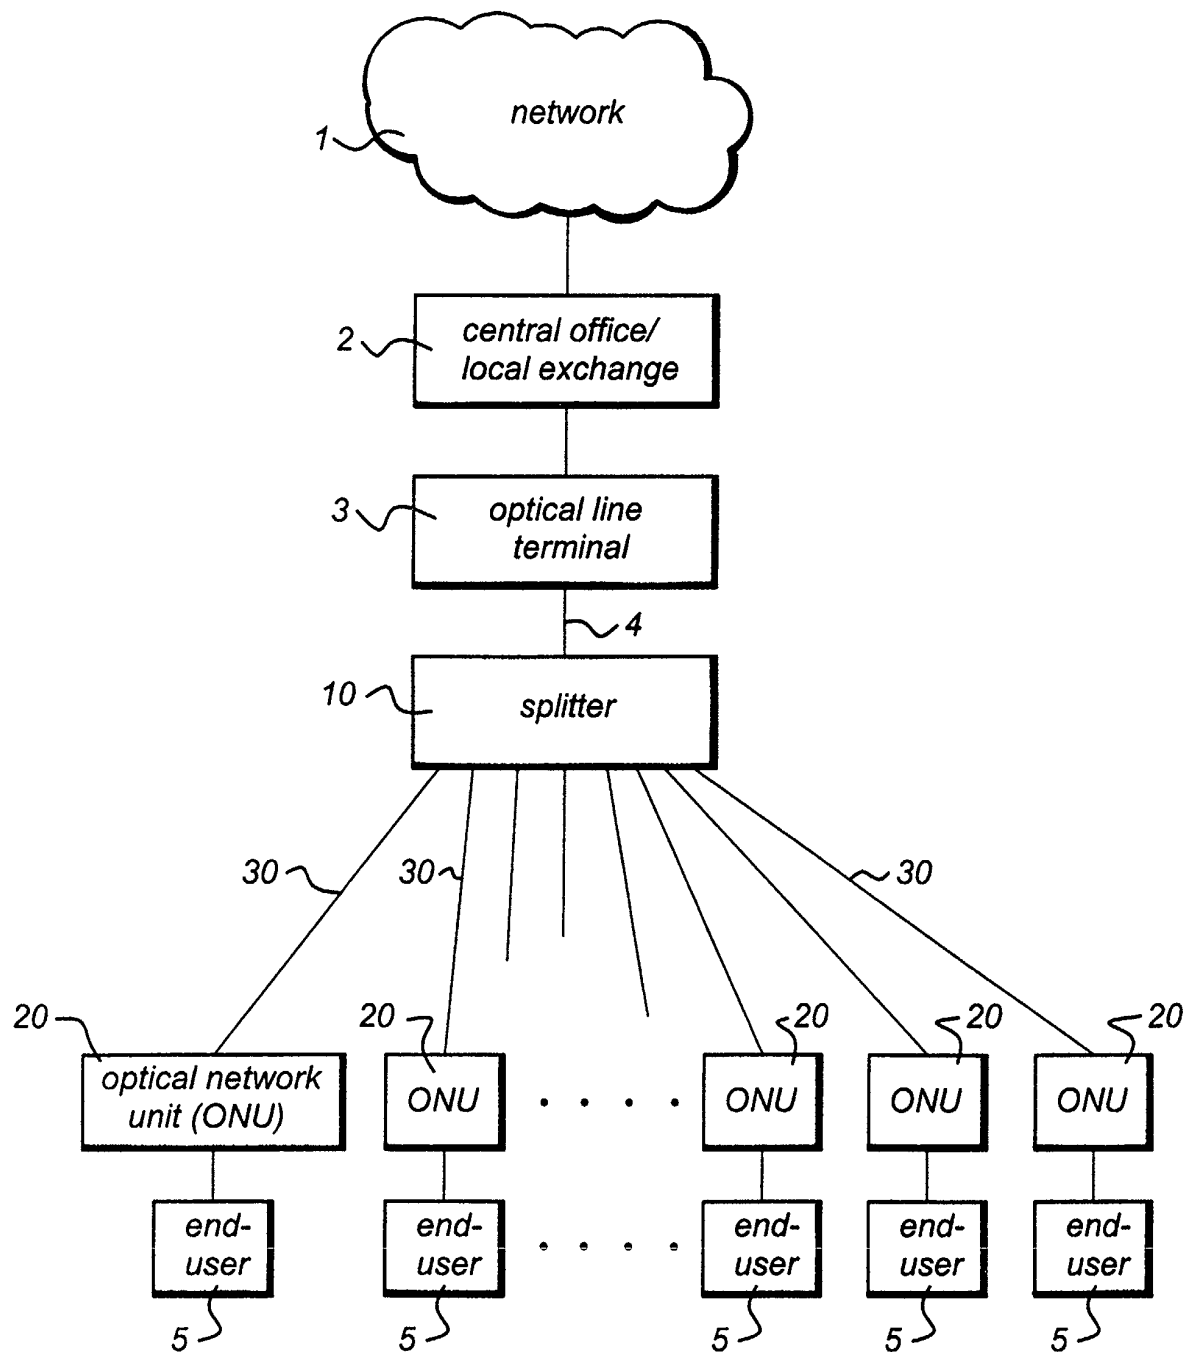 network
1
2
central office/
local exchange
3
optical line
terminal
4
10
splitter
30
30
30
20
20
20
20
20
optical network
unit (ONU)
ONU
ONU
ONU
ONU
end-
user
end-
user
end-
user
end-
user
end-
user
5
5
5
5
5